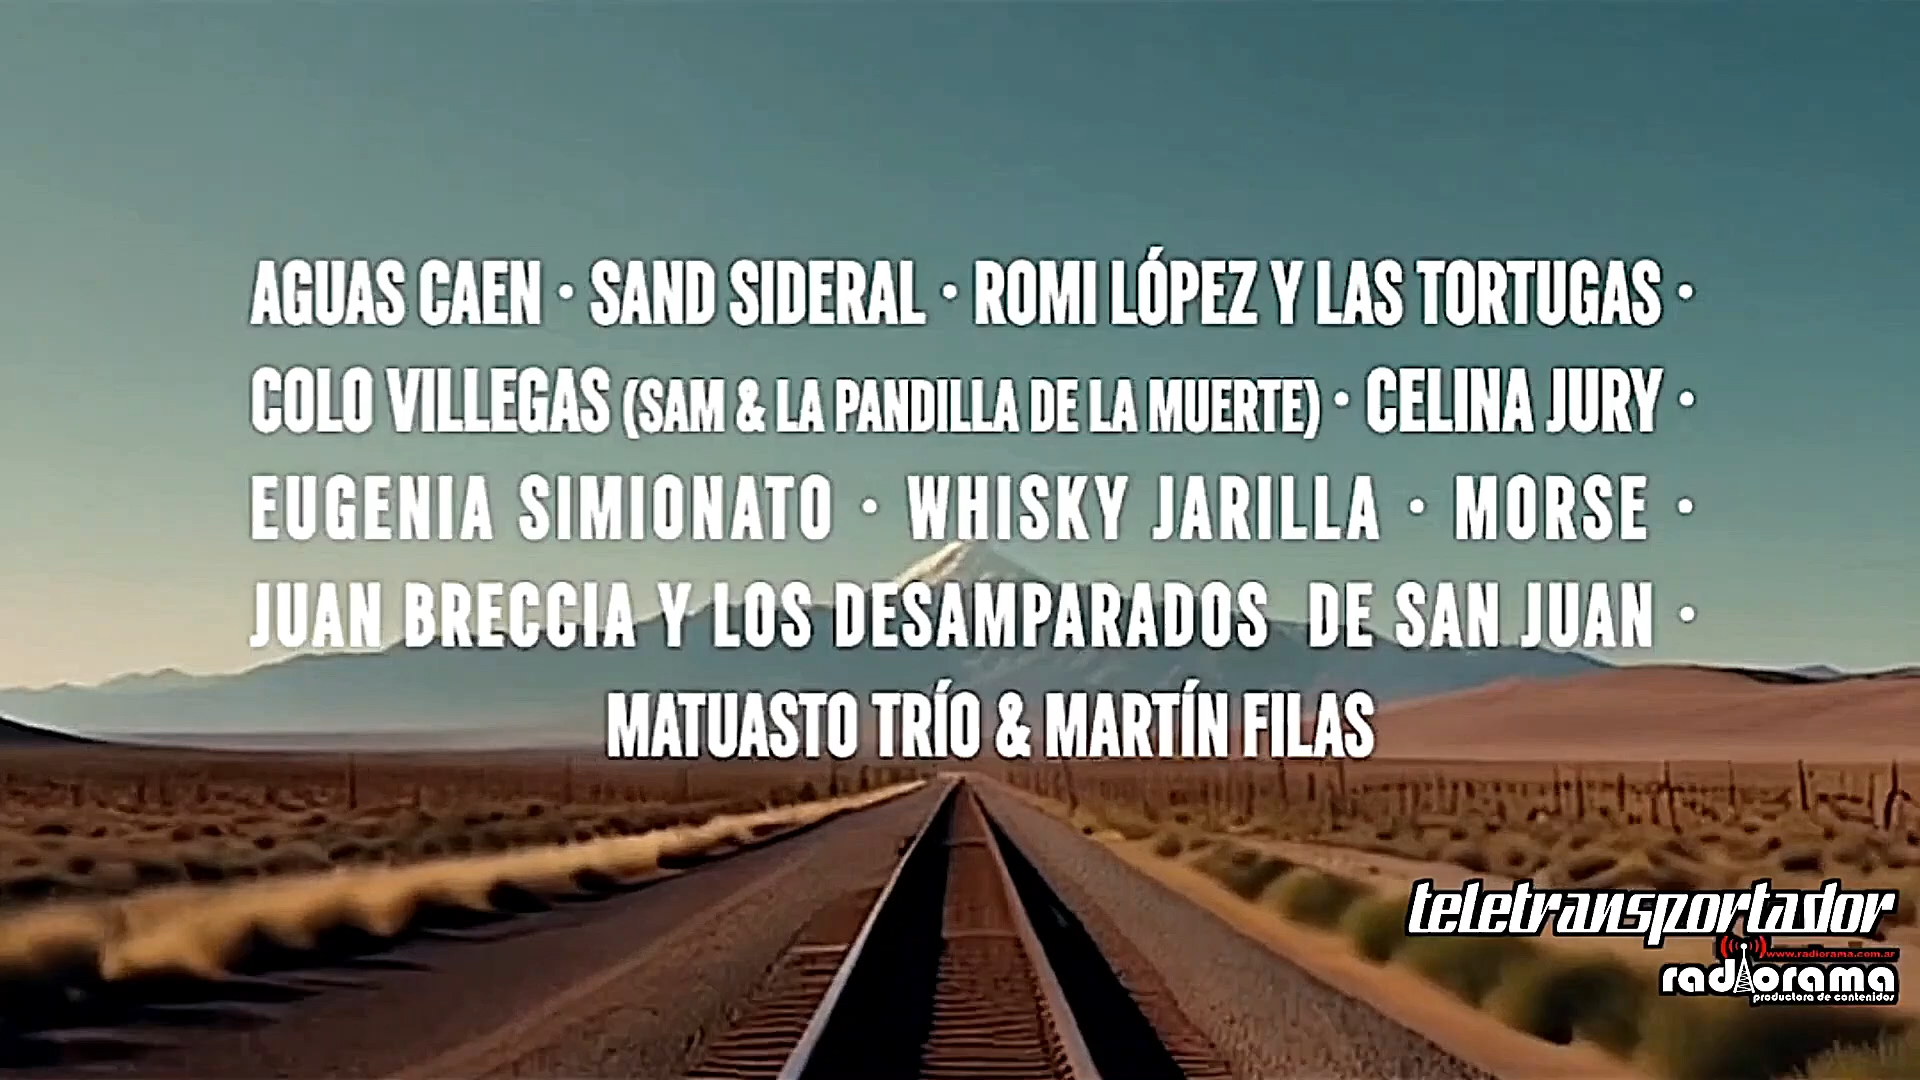 AGUAS CAEN • SAND SIDERAL • ROMI LÓPEZ Y LAS TORTUGAS •
COLO VILLEGAS (SAM & LA PANDILLA DE LA MUERTE) • CELINA JURY •
EUGENIA SIMIONATO • WHISKY JARILLA • MORSE •
JUAN BRECCIA Y LOS DESAMPARADOS DE SAN JUAN •
MATUASTO TRÍO & MARTÍN FILAS
teletransportador
www.radiorama.com.ar
radiorama
productora de contenidos